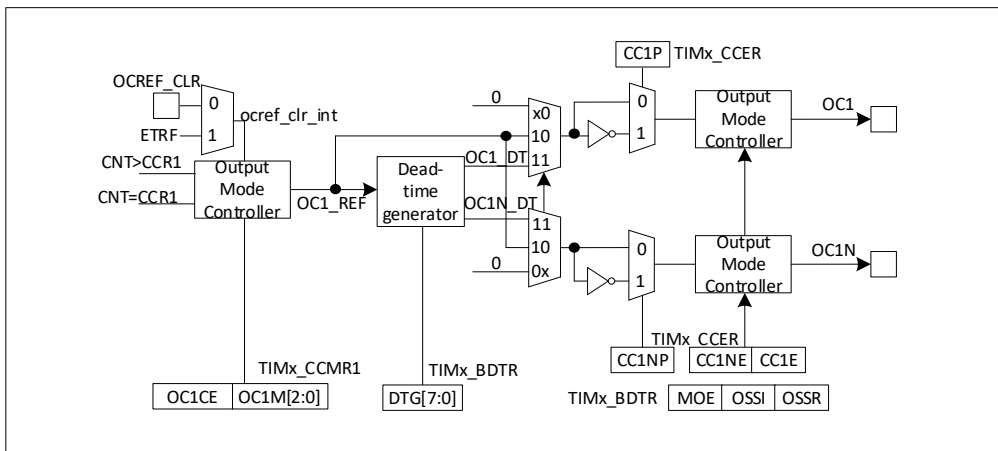 CC1P TIMx_CCER
OCREF_CLR
0
1
ocref_clr_int
ETRF
CNT>CCR1
CNT=CCR1
Output
Mode
Controller
OC1_REF
Dead-
time
generator
OC1_DT
OC1N_DT
0
x0
10
11
11
10
0x
0
0
1
Output
Mode
Controller
OC1
0
1
Output
Mode
Controller
OC1N
TIMx_CCMR1
OC1CE OC1M[2:0]
TIMx_BDTR
DTG[7:0]
TIMx_CCER
CC1NP CC1NE CC1E
TIMx_BDTR MOE OSSI OSSR